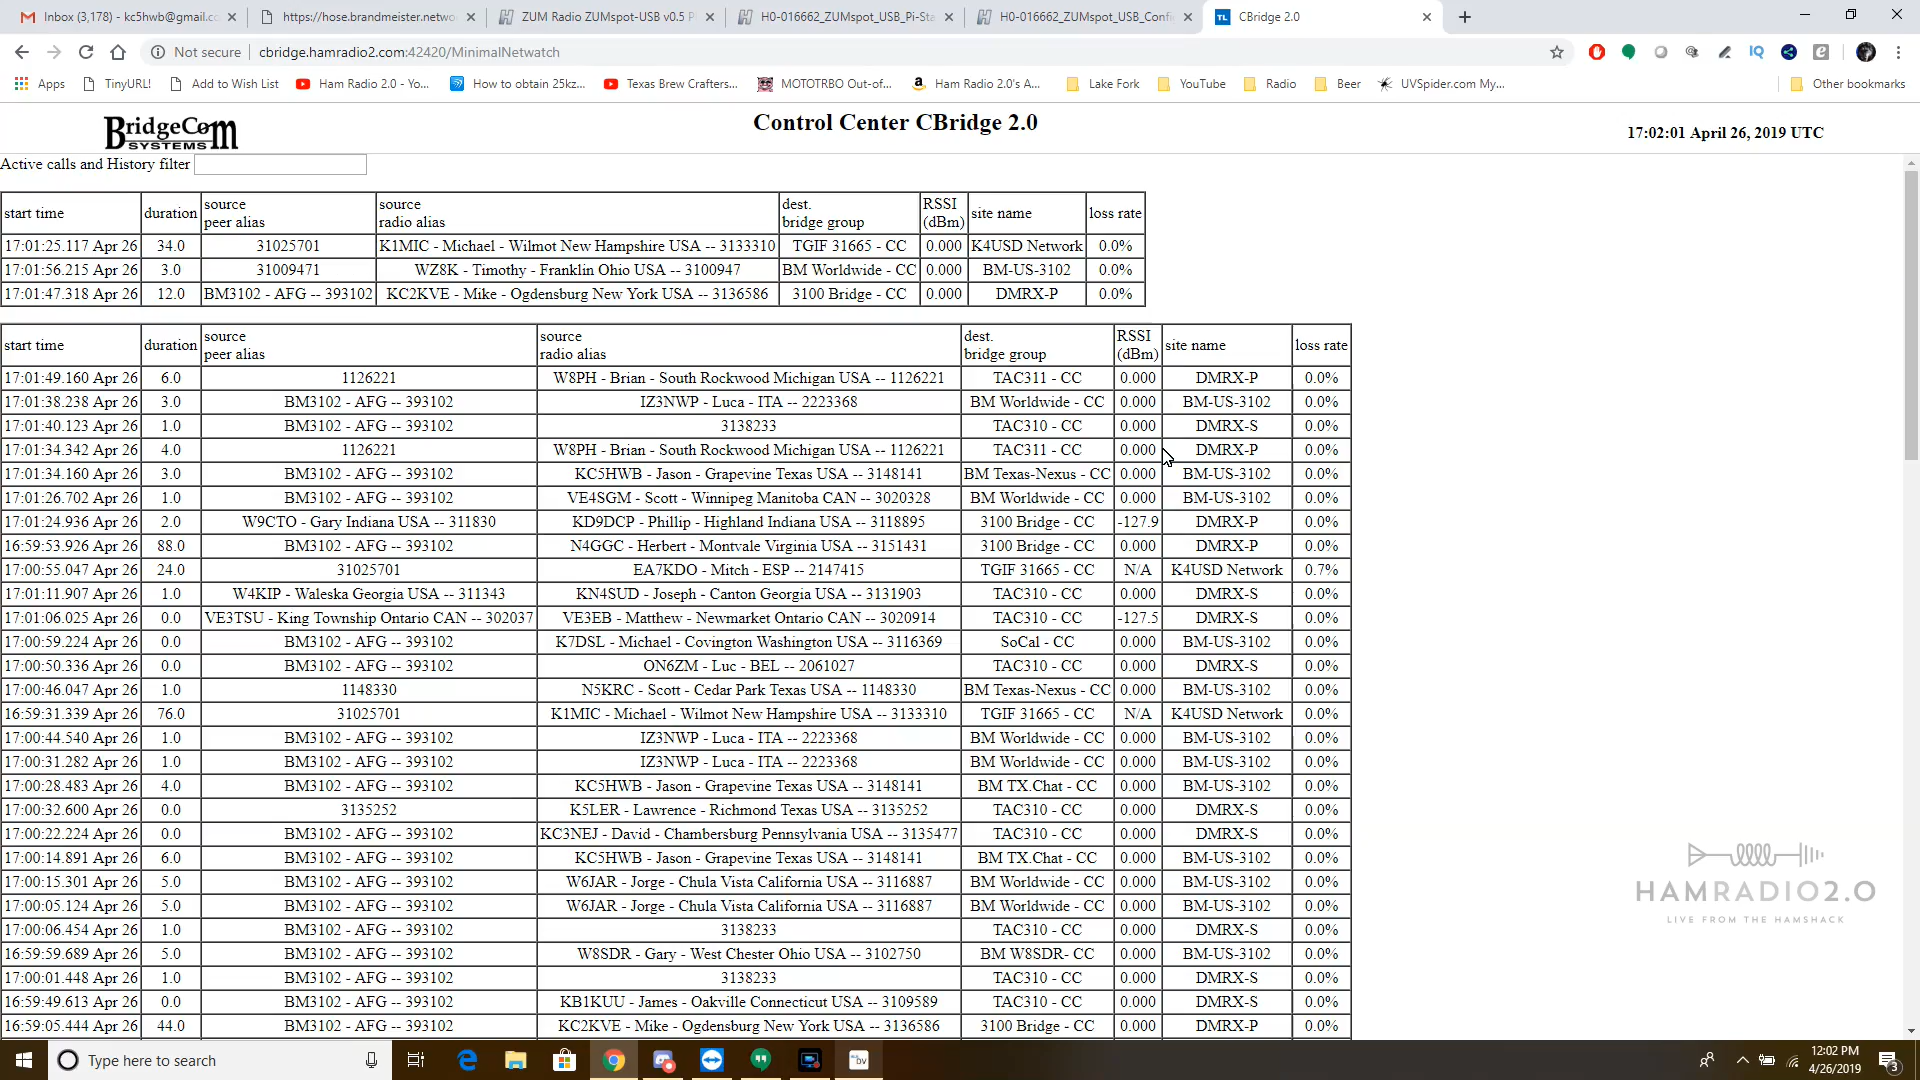 Inbox (3,178) - kc5hwb@gmail.c
https://hose.brandmeister.netwo
ZUM Radio ZUMspot-USB v0.5 P
H0-016662_ZUMspot_USB_Pi-Sta
H0-016662_ZUMspot_USB_Confi
TL CBridge 2.0
Not secure cbridge.hamradio2.com:42420/MinimalNetwatch
IQ
Apps TinyURL! Add to Wish List Ham Radio 2.0 - Yo... How to obtain 25kz... Texas Brew Crafters... MOTOTRBO Out-of... Ham Radio 2.0's A... Lake Fork YouTube Radio Beer UVSpider.com My... Other bookmarks
BridgeCom SYSTEMS
Control Center CBridge 2.0
17:02:01 April 26, 2019 UTC
Active calls and History filter
start time duration source peer alias source radio alias dest. bridge group RSSI (dBm) site name loss rate
17:01:25.117 Apr 26 34.0 31025701 K1MIC - Michael - Wilmot New Hampshire USA -- 3133310 TGIF 31665 - CC 0.000 K4USD Network 0.0%
17:01:56.215 Apr 26 3.0 31009471 WZ8K - Timothy - Franklin Ohio USA -- 3100947 BM Worldwide - CC 0.000 BM-US-3102 0.0%
17:01:47.318 Apr 26 12.0 BM3102 - AFG -- 393102 KC2KVE - Mike - Ogdensburg New York USA -- 3136586 3100 Bridge - CC 0.000 DMRX-P 0.0%
start time duration source peer alias source radio alias dest. bridge group RSSI (dBm) site name loss rate
17:01:49.160 Apr 26 6.0 1126221 W8PH - Brian - South Rockwood Michigan USA -- 1126221 TAC311 - CC 0.000 DMRX-P 0.0%
17:01:38.238 Apr 26 3.0 BM3102 - AFG -- 393102 IZ3NWP - Luca - ITA -- 2223368 BM Worldwide - CC 0.000 BM-US-3102 0.0%
17:01:40.123 Apr 26 1.0 BM3102 - AFG -- 393102 3138233 TAC310 - CC 0.000 DMRX-S 0.0%
17:01:34.342 Apr 26 4.0 1126221 W8PH - Brian - South Rockwood Michigan USA -- 1126221 TAC311 - CC 0.000 DMRX-P 0.0%
17:01:34.160 Apr 26 3.0 BM3102 - AFG -- 393102 KC5HWB - Jason - Grapevine Texas USA -- 3148141 BM Texas-Nexus - CC 0.000 BM-US-3102 0.0%
17:01:26.702 Apr 26 1.0 BM3102 - AFG -- 393102 VE4SGM - Scott - Winnipeg Manitoba CAN -- 3020328 BM Worldwide - CC 0.000 BM-US-3102 0.0%
17:01:24.936 Apr 26 2.0 W9CTO - Gary Indiana USA -- 311830 KD9DCP - Phillip - Highland Indiana USA -- 3118895 3100 Bridge - CC -127.9 DMRX-P 0.0%
16:59:53.926 Apr 26 88.0 BM3102 - AFG -- 393102 N4GGC - Herbert - Montvale Virginia USA -- 3151431 3100 Bridge - CC 0.000 DMRX-P 0.0%
17:00:55.047 Apr 26 24.0 31025701 EA7KDO - Mitch - ESP -- 2147415 TGIF 31665 - CC N/A K4USD Network 0.7%
17:01:11.907 Apr 26 1.0 W4KIP - Waleska Georgia USA -- 311343 KN4SUD - Joseph - Canton Georgia USA -- 3131903 TAC310 - CC 0.000 DMRX-S 0.0%
17:01:06.025 Apr 26 0.0 VE3TSU - King Township Ontario CAN -- 302037 VE3EB - Matthew - Newmarket Ontario CAN -- 3020914 TAC310 - CC -127.5 DMRX-S 0.0%
17:00:59.224 Apr 26 0.0 BM3102 - AFG -- 393102 K7DSL - Michael - Covington Washington USA -- 3116369 SoCal - CC 0.000 BM-US-3102 0.0%
17:00:50.336 Apr 26 0.0 BM3102 - AFG -- 393102 ON6ZM - Luc - BEL -- 2061027 TAC310 - CC 0.000 DMRX-S 0.0%
17:00:46.047 Apr 26 1.0 1148330 N5KRC - Scott - Cedar Park Texas USA -- 1148330 BM Texas-Nexus - CC 0.000 BM-US-3102 0.0%
16:59:31.339 Apr 26 76.0 31025701 K1MIC - Michael - Wilmot New Hampshire USA -- 3133310 TGIF 31665 - CC N/A K4USD Network 0.0%
17:00:44.540 Apr 26 1.0 BM3102 - AFG -- 393102 IZ3NWP - Luca - ITA -- 2223368 BM Worldwide - CC 0.000 BM-US-3102 0.0%
17:00:31.282 Apr 26 1.0 BM3102 - AFG -- 393102 IZ3NWP - Luca - ITA -- 2223368 BM Worldwide - CC 0.000 BM-US-3102 0.0%
17:00:28.483 Apr 26 4.0 BM3102 - AFG -- 393102 KC5HWB - Jason - Grapevine Texas USA -- 3148141 BM TX.Chat - CC 0.000 BM-US-3102 0.0%
17:00:32.600 Apr 26 0.0 3135252 K5LER - Lawrence - Richmond Texas USA -- 3135252 TAC310 - CC 0.000 DMRX-S 0.0%
17:00:22.224 Apr 26 0.0 BM3102 - AFG -- 393102 KC3NEJ - David - Chambersburg Pennsylvania USA -- 3135477 TAC310 - CC 0.000 DMRX-S 0.0%
17:00:14.891 Apr 26 6.0 BM3102 - AFG -- 393102 KC5HWB - Jason - Grapevine Texas USA -- 3148141 BM TX.Chat - CC 0.000 BM-US-3102 0.0%
17:00:15.301 Apr 26 5.0 BM3102 - AFG -- 393102 W6JAR - Jorge - Chula Vista California USA -- 3116887 BM Worldwide - CC 0.000 BM-US-3102 0.0%
17:00:05.124 Apr 26 5.0 BM3102 - AFG -- 393102 W6JAR - Jorge - Chula Vista California USA -- 3116887 BM Worldwide - CC 0.000 BM-US-3102 0.0%
17:00:06.454 Apr 26 1.0 BM3102 - AFG -- 393102 3138233 TAC310 - CC 0.000 DMRX-S 0.0%
16:59:59.689 Apr 26 5.0 BM3102 - AFG -- 393102 W8SDR - Gary - West Chester Ohio USA -- 3102750 BM W8SDR- CC 0.000 BM-US-3102 0.0%
17:00:01.448 Apr 26 1.0 BM3102 - AFG -- 393102 3138233 TAC310 - CC 0.000 DMRX-S 0.0%
16:59:49.613 Apr 26 0.0 BM3102 - AFG -- 393102 KB1KUU - James - Oakville Connecticut USA -- 3109589 TAC310 - CC 0.000 DMRX-S 0.0%
16:59:05.444 Apr 26 44.0 BM3102 - AFG -- 393102 KC2KVE - Mike - Ogdensburg New York USA -- 3136586 3100 Bridge - CC 0.000 DMRX-P 0.0%
HAMRADIO2.0
LIVE FROM THE HAMSHACK
Type here to search
bv
12:02 PM
4/26/2019
3